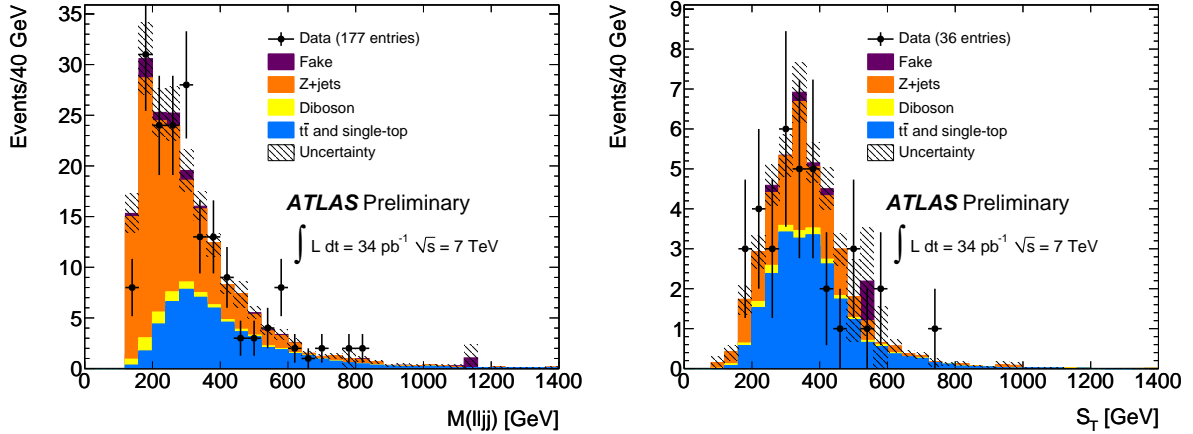 Events/40 GeV
35
30
25
20
15
10
5
0
0 200 400 600 800 1000 1200 1400
M(lljj) [GeV]
Data (177 entries)
Fake
Z+jets
Diboson
tt̄ and single-top
Uncertainty
ATLAS Preliminary
∫ L dt = 34 pb⁻¹ √s = 7 TeV
Events/40 GeV
9
8
7
6
5
4
3
2
1
0
0 200 400 600 800 1000 1200 1400
S_T [GeV]
Data (36 entries)
Fake
Z+jets
Diboson
tt̄ and single-top
Uncertainty
ATLAS Preliminary
∫ L dt = 34 pb⁻¹ √s = 7 TeV